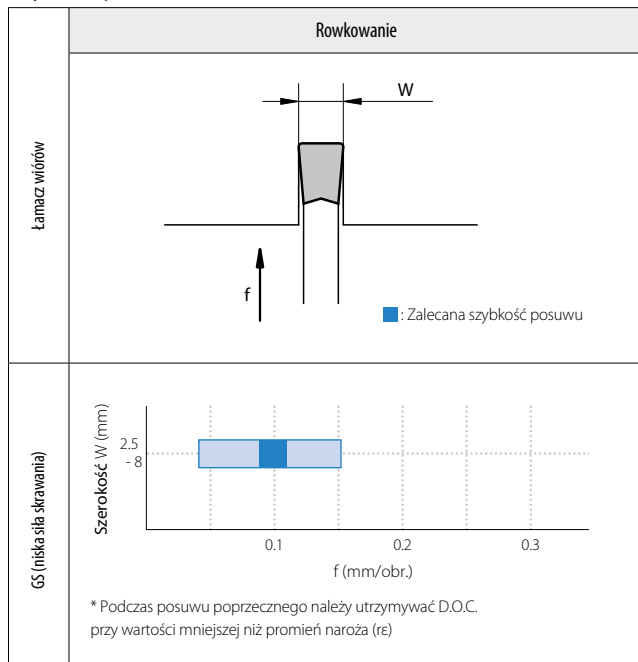 Rowkowanie
Łamacz wiórów
W
f
: Zalecana szybkość posuwu
GS (niska siła skrawania)
Szerokość W (mm)
2.5
- 8
0.1 0.2 0.3
f (mm/obr.)
* Podczas posuwu poprzecznego należy utrzymywać D.O.C.
przy wartości mniejszej niż promień naroża (rε)